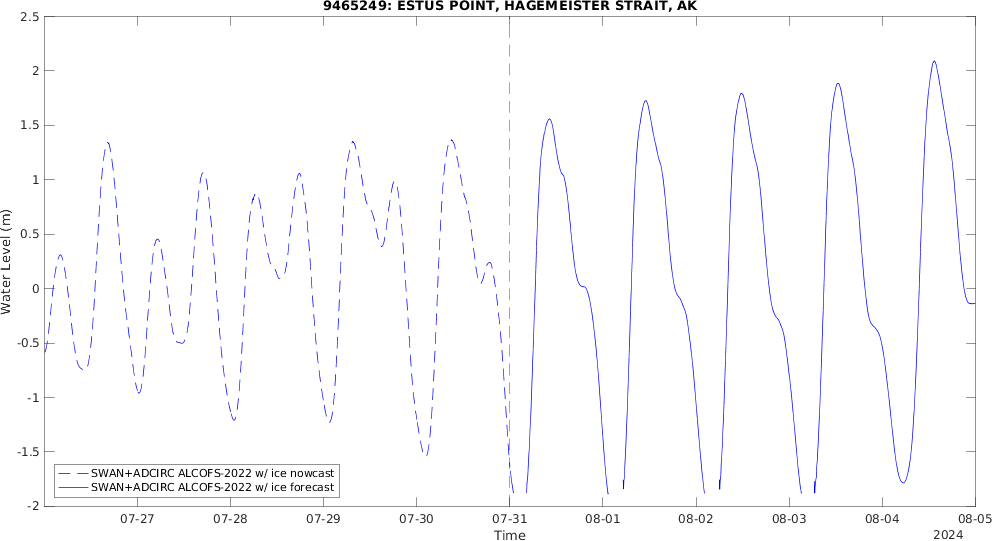 9465249: ESTUS POINT, HAGEMEISTER STRAIT, AK
2.5
2
1.5
1
0.5
0
-0.5
-1
-1.5
-2
Water Level (m)
SWAN+ADCIRC ALCOFS-2022 w/ ice nowcast
SWAN+ADCIRC ALCOFS-2022 w/ ice forecast
07-27 07-28 07-29 07-30 07-31 08-01 08-02 08-03 08-04 08-05
Time
2024